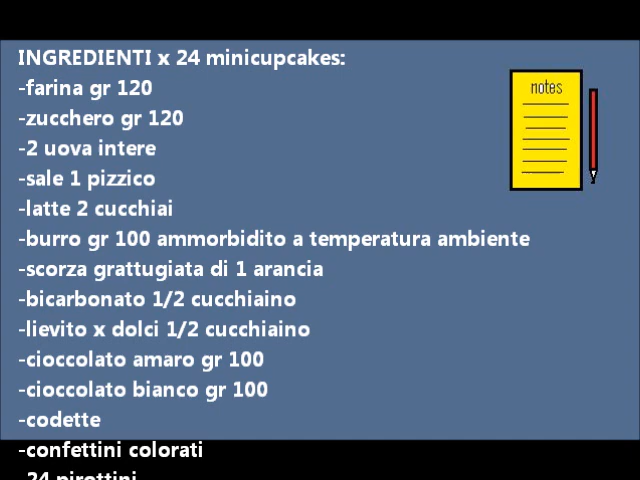 INGREDIENTI x 24 minicupcakes:
-farina gr 120
-zucchero gr 120
-2 uova intere
-sale 1 pizzico
-latte 2 cucchiai
-burro gr 100 ammorbidito a temperatura ambiente
-scorza grattugiata di 1 arancia
-bicarbonato 1/2 cucchiaino
-lievito x dolci 1/2 cucchiaino
-cioccolato amaro gr 100
-cioccolato bianco gr 100
-codette
-confettini colorati
-24 pirottini
notes